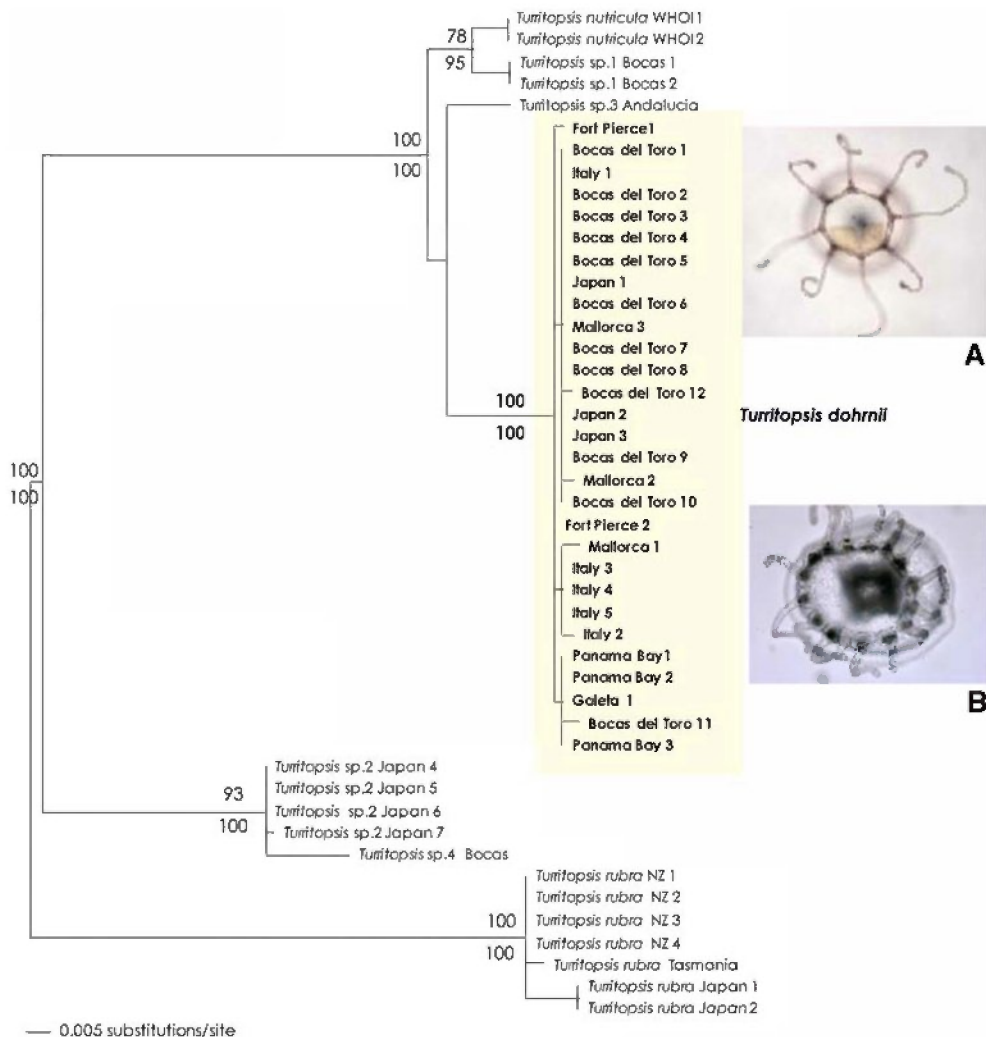 Turritopsis nutricula WHOI 1
Turritopsis nutricula WHOI 2
78
95
Turritopsis sp.1 Bocas 1
Turritopsis sp.1 Bocas 2
Turritopsis sp.3 Andalucia
100
100
Fort Pierce 1
Bocas del Toro 1
Italy 1
Bocas del Toro 2
Bocas del Toro 3
Bocas del Toro 4
Bocas del Toro 5
Japan 1
Bocas del Toro 6
Mallorca 3
Bocas del Toro 7
Bocas del Toro 8
Bocas del Toro 12
Japan 2
Japan 3
Bocas del Toro 9
Mallorca 2
Bocas del Toro 10
Fort Pierce 2
Mallorca 1
Italy 3
Italy 4
Italy 5
Italy 2
Panama Bay 1
Panama Bay 2
Galeta 1
Bocas del Toro 11
Panama Bay 3
100
100
A
Turritopsis dohrnii
B
100
100
Turritopsis sp.2 Japan 4
Turritopsis sp.2 Japan 5
Turritopsis sp.2 Japan 6
Turritopsis sp.2 Japan 7
Turritopsis sp.4 Bocas
93
100
Turritopsis rubra NZ 1
Turritopsis rubra NZ 2
Turritopsis rubra NZ 3
Turritopsis rubra NZ 4
Turritopsis rubra Tasmania
Turritopsis rubra Japan 1
Turritopsis rubra Japan 2
100
100
0.005 substitutions/site